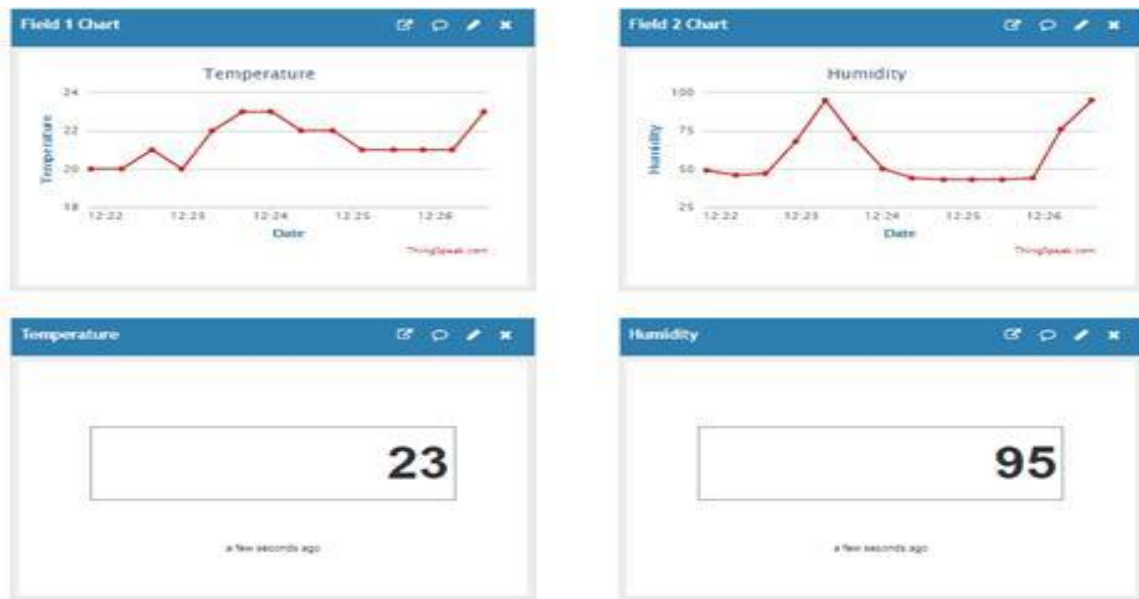 Field 1 Chart
Temperature
24
22
20
18
Temperature
12:22 12:23 12:24 12:25 12:26
Date
ThingSpeak.com
Field 2 Chart
Humidity
100
75
50
25
Humidity
12:22 12:23 12:24 12:25 12:26
Date
ThingSpeak.com
Temperature
23
a few seconds ago
Humidity
95
a few seconds ago